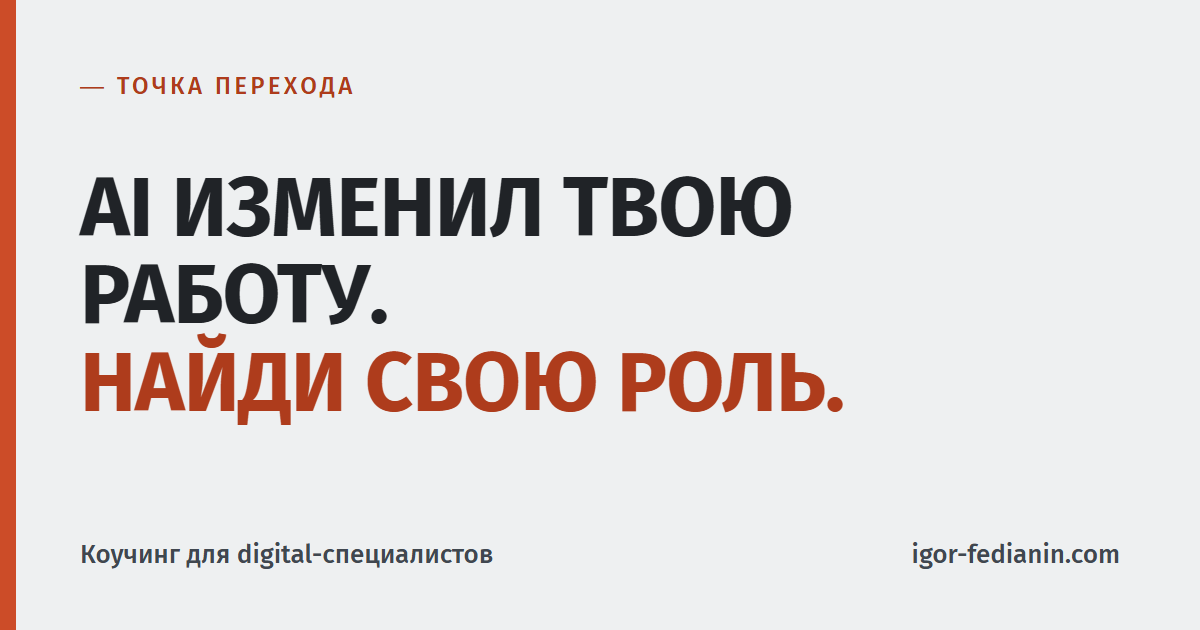 — ТОЧКА ПЕРЕХОДА
AI ИЗМЕНИЛ ТВОЮ
РАБОТУ.
НАЙДИ СВОЮ РОЛЬ.
Коучинг для digital-специалистов
igor-fedianin.com